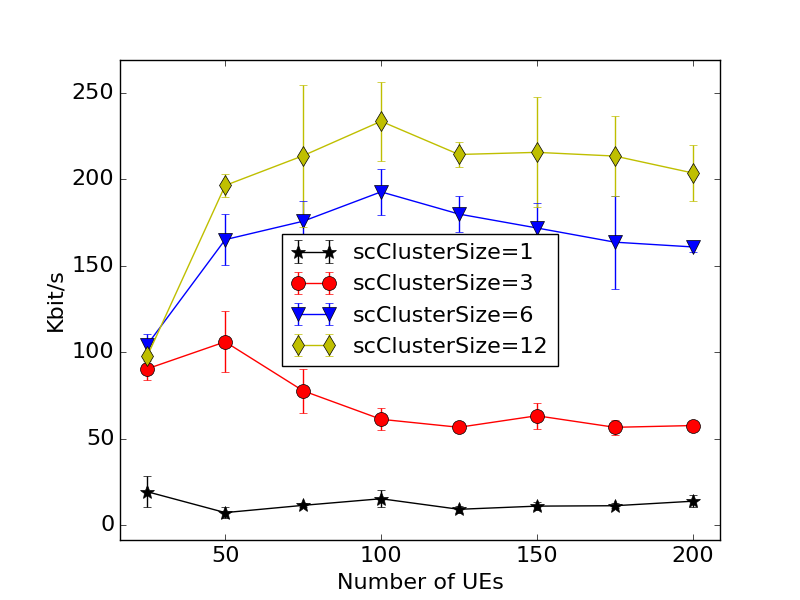 250
200
150
100
50
0
Kbit/s
scClusterSize=1
scClusterSize=3
scClusterSize=6
scClusterSize=12
50 100 150 200
Number of UEs